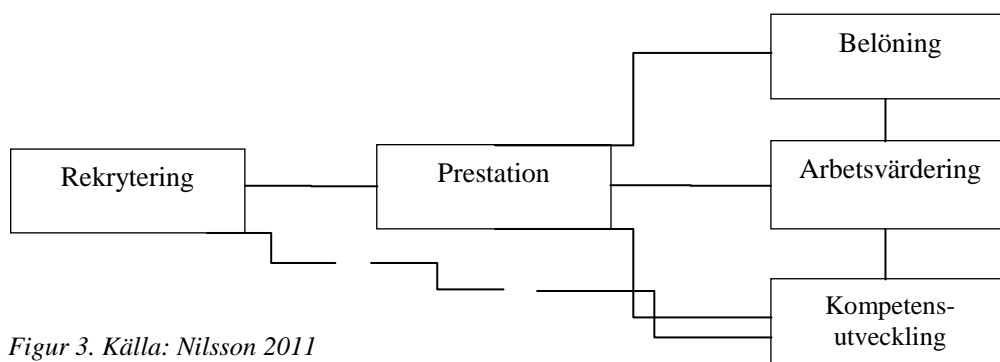 Belöning
Rekrytering
Prestation
Arbetsvärdering
Kompetens-
utveckling
Figur 3. Källa: Nilsson 2011